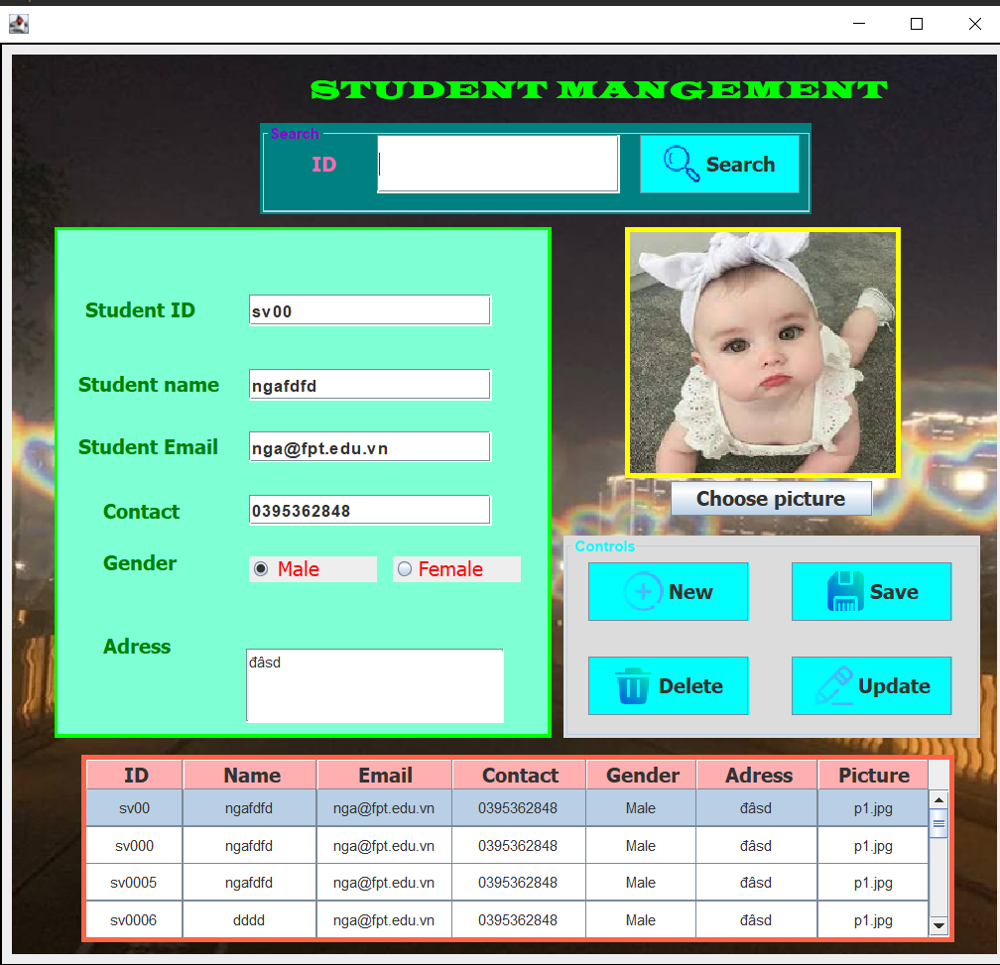 STUDENT MANGEMENT
Search
ID
Search
Student ID
sv00
Student name
ngafdfd
Student Email
nga@fpt.edu.vn
Contact
0395362848
Gender
Male
Female
Adress
đâsd
Choose picture
Controls
New
Save
Delete
Update
ID Name Email Contact Gender Adress Picture
sv00 ngafdfd nga@fpt.edu.vn 0395362848 Male đâsd p1.jpg
sv000 ngafdfd nga@fpt.edu.vn 0395362848 Male đâsd p1.jpg
sv0005 ngafdfd nga@fpt.edu.vn 0395362848 Male đâsd p1.jpg
sv0006 dddd nga@fpt.edu.vn 0395362848 Male đâsd p1.jpg